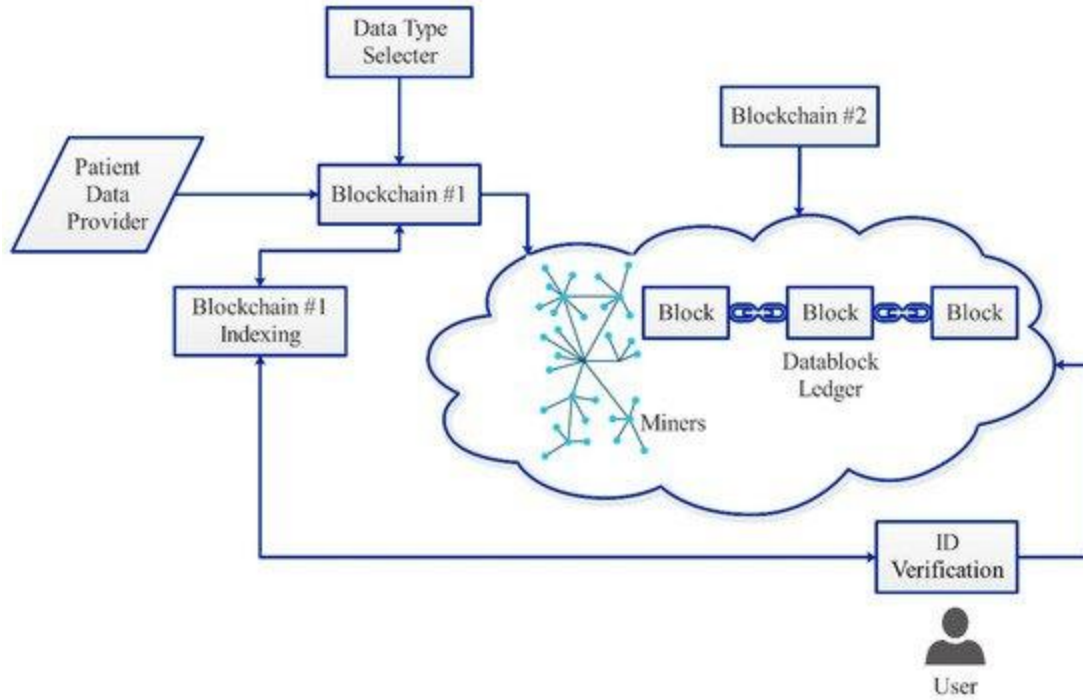 Data Type
Selecter
Blockchain #2
Patient
Data
Provider
Blockchain #1
Blockchain #1
Indexing
Block
Block
Block
Datablock
Ledger
Miners
ID
Verification
User